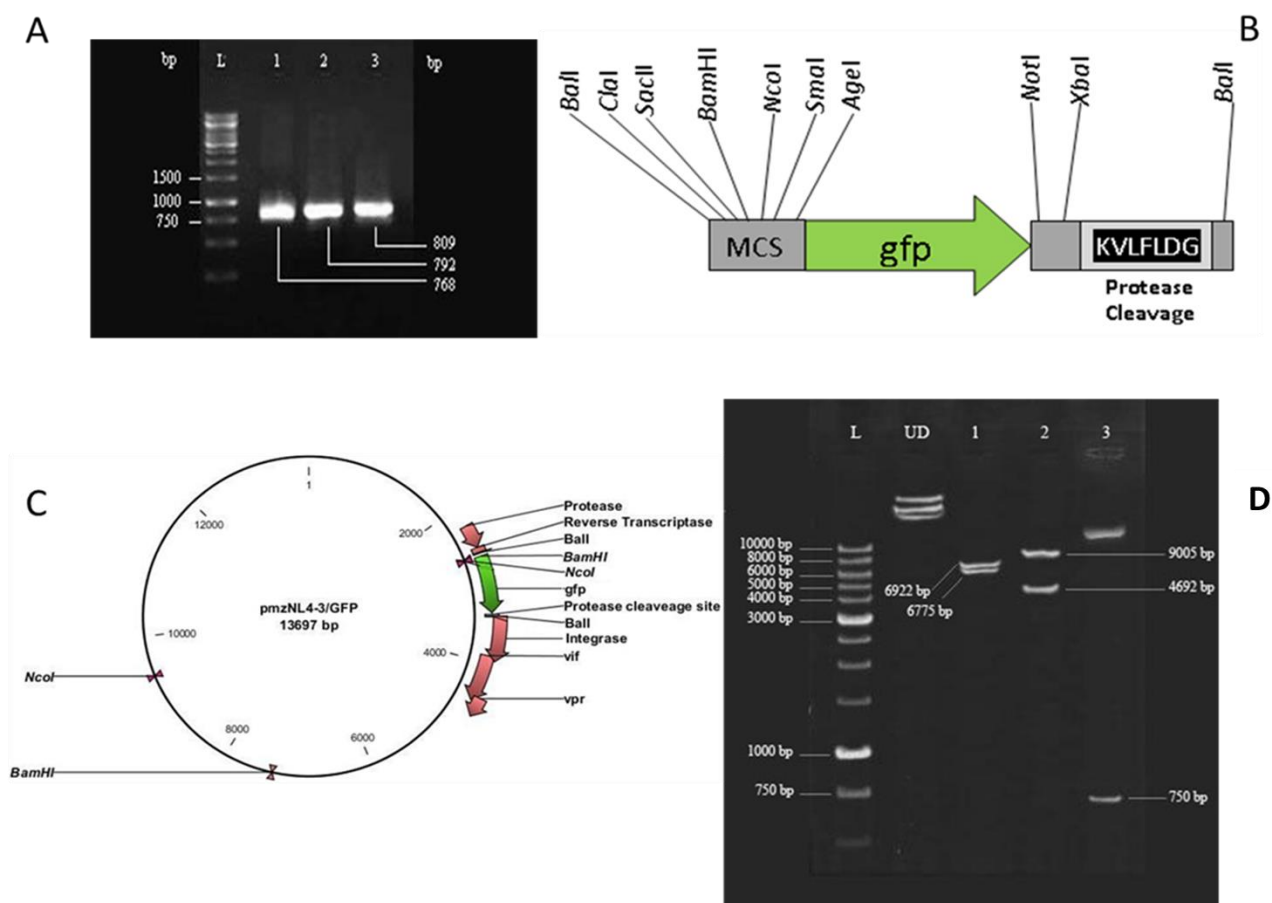 A
B
bp L 1 2 3 bp
1500
1000
750
809
792
768
BalI
ClaI
SacII
BamHI
NcoI
SmaI
AgeI
NotI
XbaI
BalI
MCS
gfp
KVLFLDG
Protease
Cleavage
C
1
2000
4000
6000
8000
10000
12000
pmzNL4-3/GFP
13697 bp
Protease
Reverse Transcriptase
BalI
BamHI
NcoI
gfp
Protease cleaveage site
BalI
Integrase
vif
vpr
NcoI
BamHI
D
L UD 1 2 3
10000 bp
8000 bp
6000 bp
5000 bp
4000 bp
3000 bp
1000 bp
750 bp
6922 bp
6775 bp
9005 bp
4692 bp
750 bp